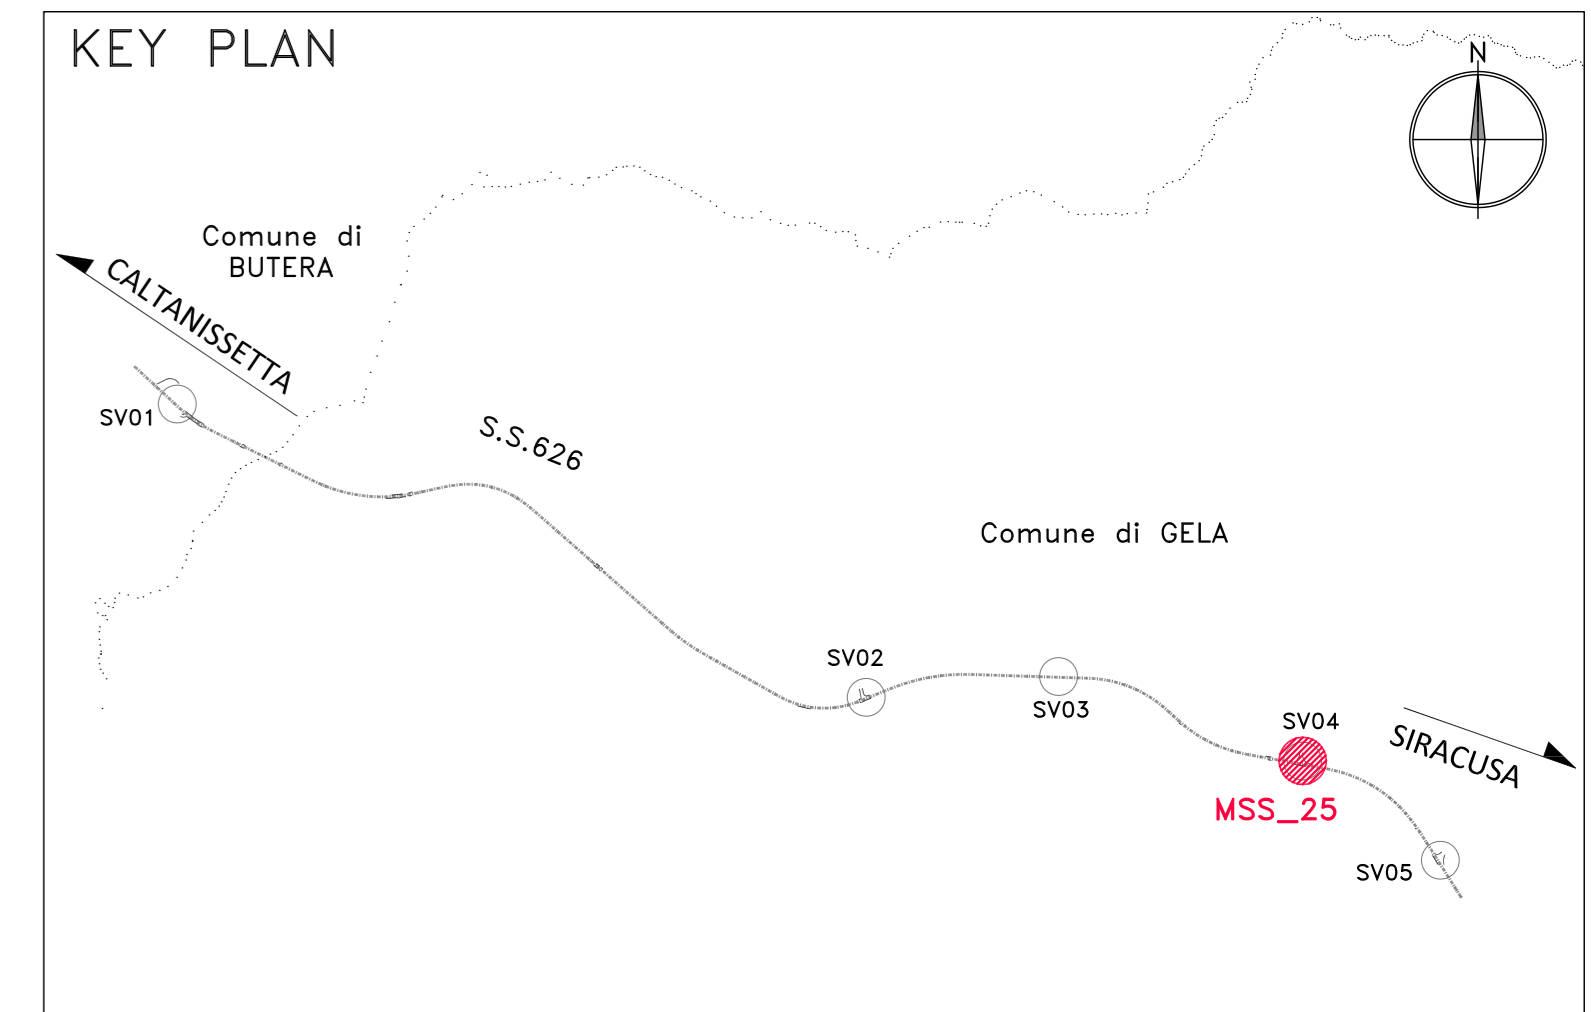 KEY PLAN
N
Comune di
BUTERA
CALTANISSETTA
SV01
S.S.626
Comune di GELA
SV02
SV03
SV04
SIRACUSA
MSS_25
SV05